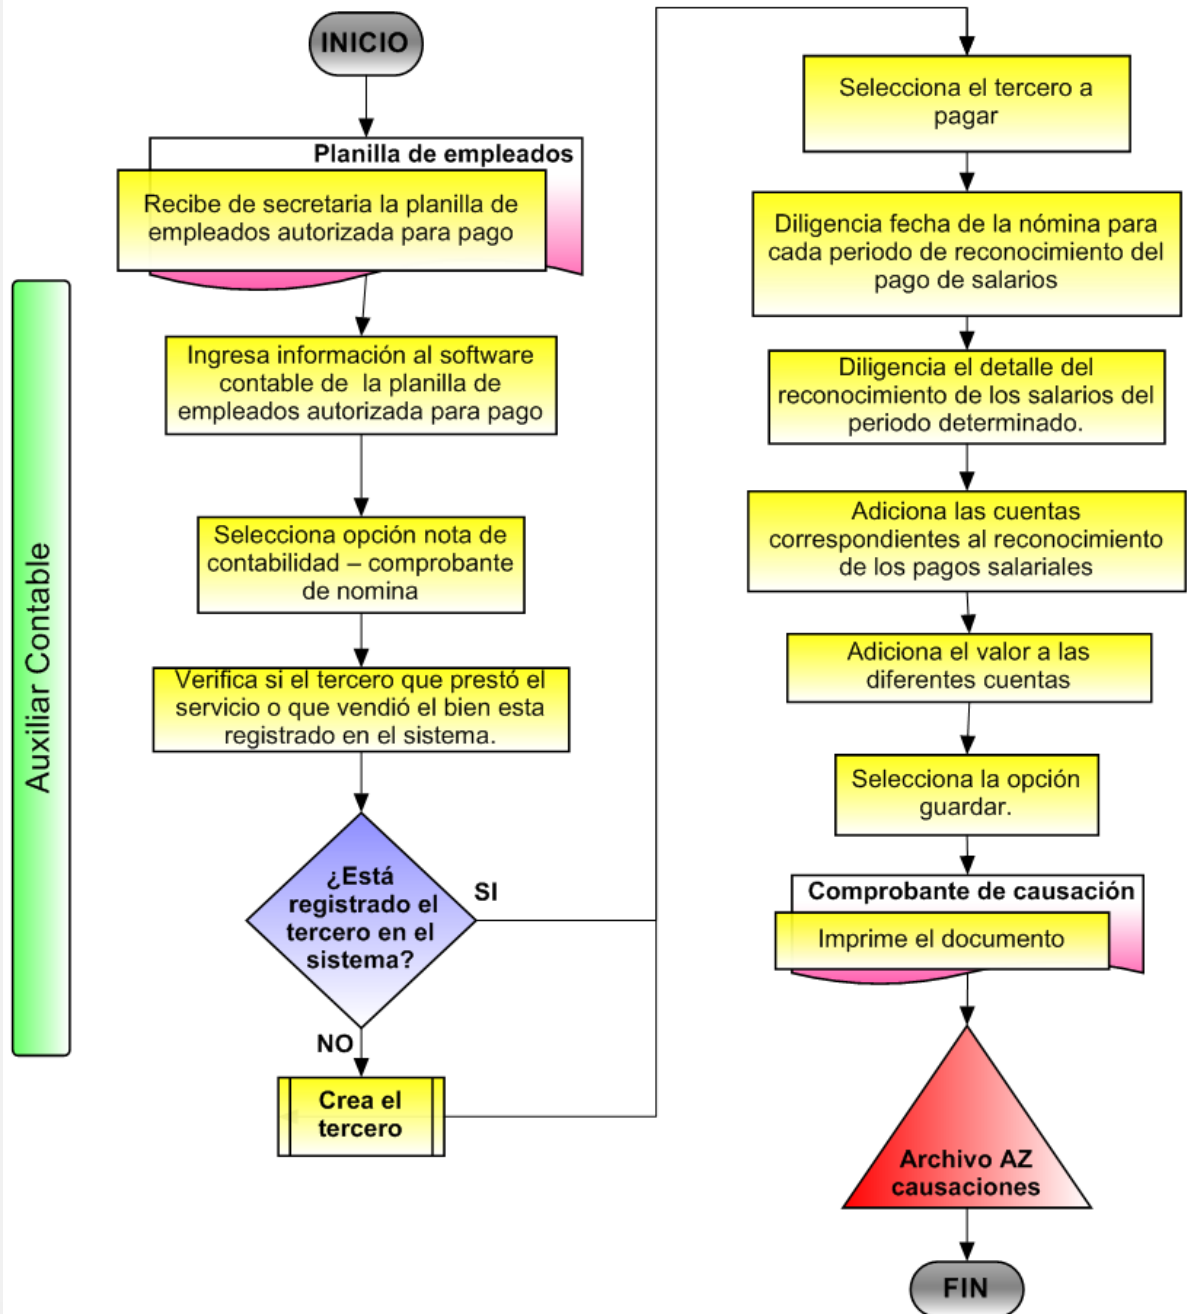 INICIO
Planilla de empleados
Recibe de secretaria la planilla de
empleados autorizada para pago
Ingresa información al software
contable de la planilla de
empleados autorizada para pago
Selecciona opción nota de
contabilidad – comprobante
de nomina
Verifica si el tercero que prestó el
servicio o que vendió el bien esta
registrado en el sistema.
¿Está
registrado el
tercero en el
sistema?
SI
NO
Crea el
tercero
Auxiliar Contable
Selecciona el tercero a
pagar
Diligencia fecha de la nómina para
cada periodo de reconocimiento del
pago de salarios
Diligencia el detalle del
reconocimiento de los salarios del
periodo determinado.
Adiciona las cuentas
correspondientes al reconocimiento
de los pagos salariales
Adiciona el valor a las
diferentes cuentas
Selecciona la opción
guardar.
Comprobante de causación
Imprime el documento
Archivo AZ
causaciones
FIN